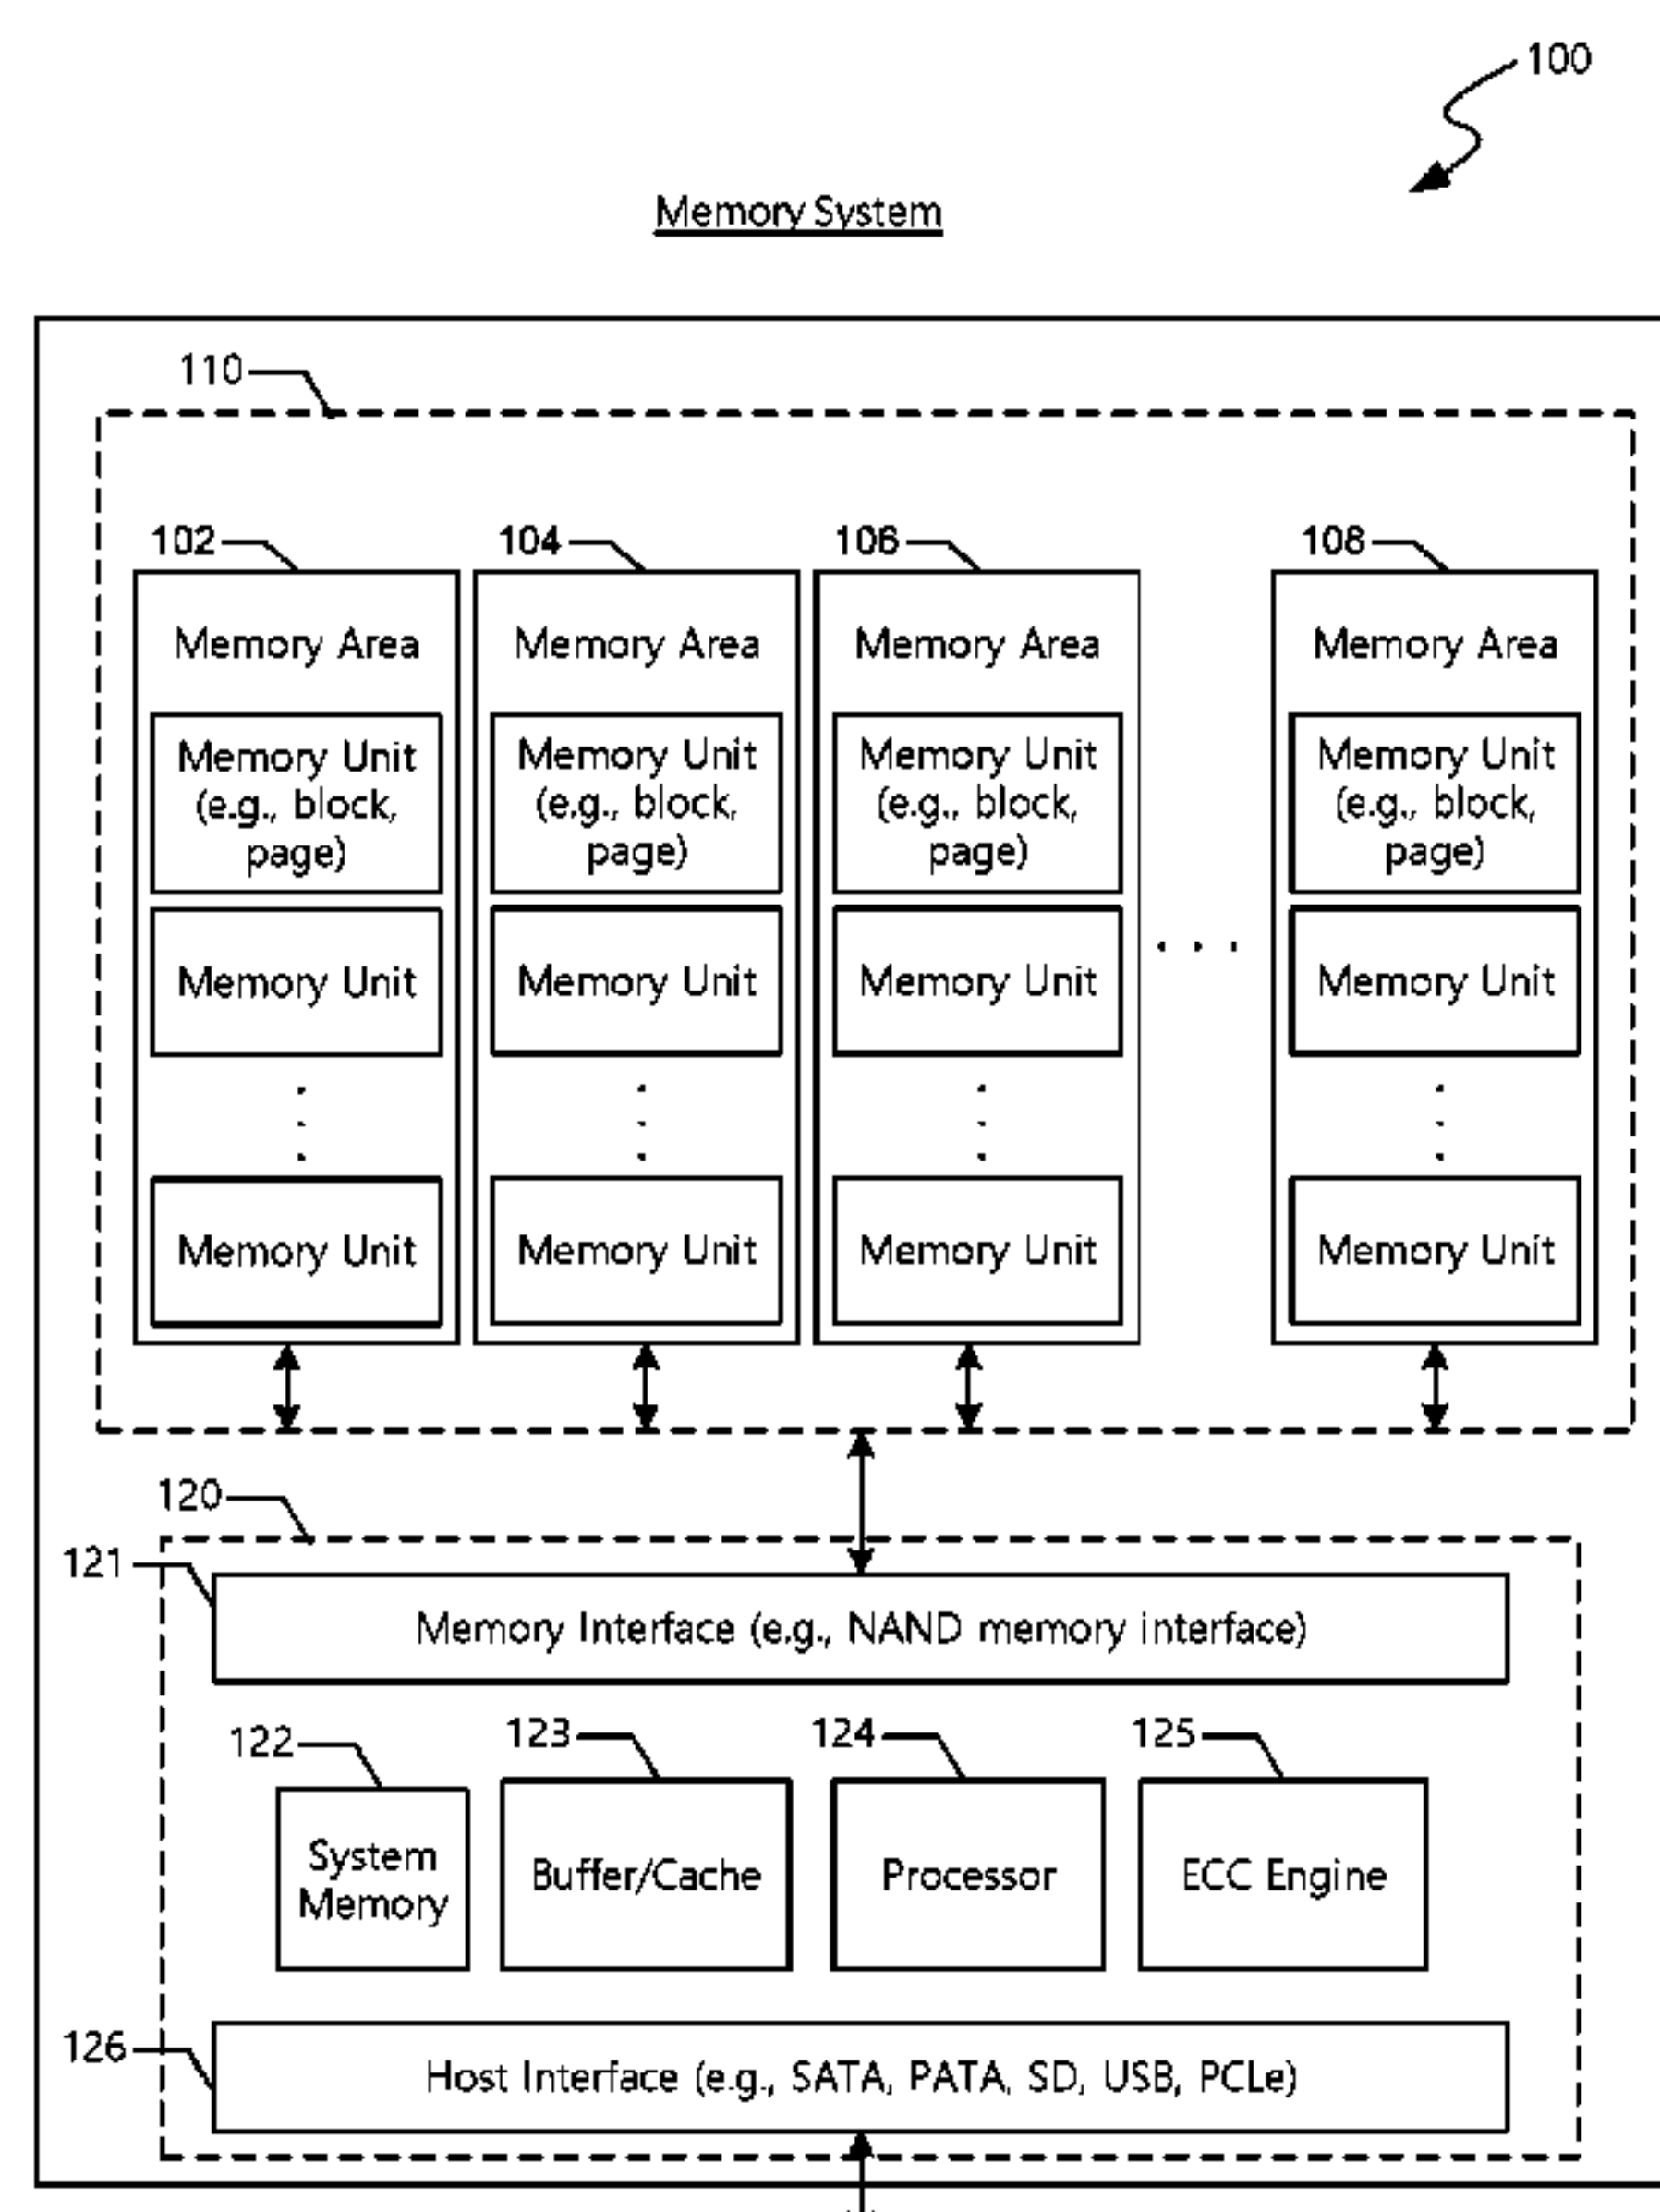 100
Memory System
110
102
104
106
108
Memory Area
Memory Area
Memory Area
Memory Area
Memory Unit
(e.g., block,
page)
Memory Unit
(e.g., block,
page)
Memory Unit
(e.g., block,
page)
Memory Unit
(e.g., block,
page)
Memory Unit
Memory Unit
Memory Unit
. . .
Memory Unit
Memory Unit
Memory Unit
Memory Unit
Memory Unit
120
121
Memory Interface (e.g., NAND memory interface)
122
123
124
125
System
Memory
Buffer/Cache
Processor
ECC Engine
126
Host Interface (e.g., SATA, PATA, SD, USB, PCLe)